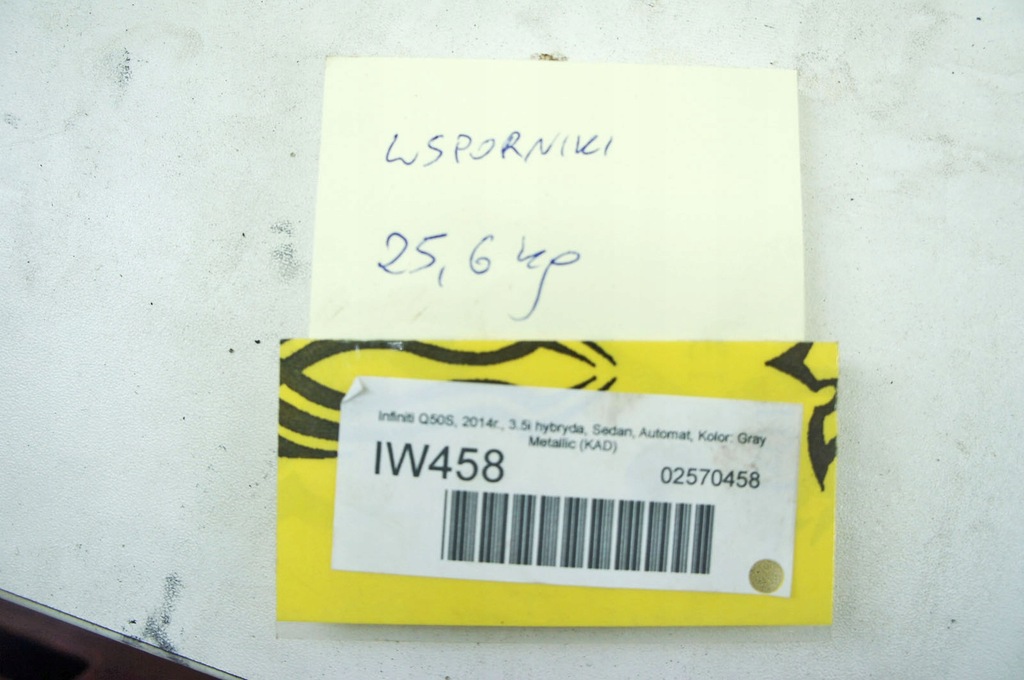 WSPORNIKI
25,6 kg
Infiniti Q50S, 2014r., 3.5i hybryda, Sedan, Automat, Kolor: Gray
Metallic (KAD)
IW458 02570458